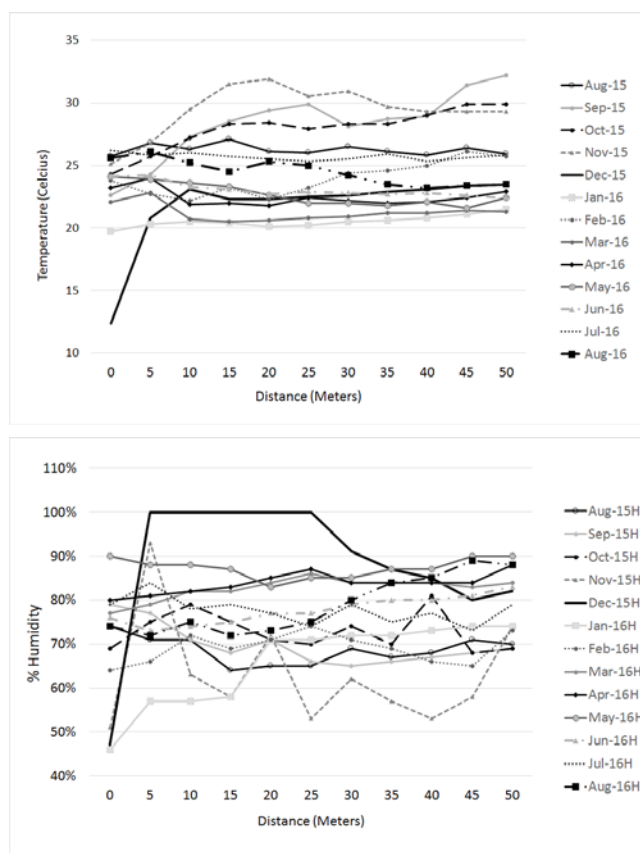 35
30
25
20
15
10
Temperature (Celcius)
0 5 10 15 20 25 30 35 40 45 50
Distance (Meters)
Aug-15
Sep-15
Oct-15
Nov-15
Dec-15
Jan-16
Feb-16
Mar-16
Apr-16
May-16
Jun-16
Jul-16
Aug-16
110%
100%
90%
80%
70%
60%
50%
40%
% Humidity
0 5 10 15 20 25 30 35 40 45 50
Distance (Meters)
Aug-15H
Sep-15H
Oct-15H
Nov-15H
Dec-15H
Jan-16H
Feb-16H
Mar-16H
Apr-16H
May-16H
Jun-16H
Jul-16H
Aug-16H